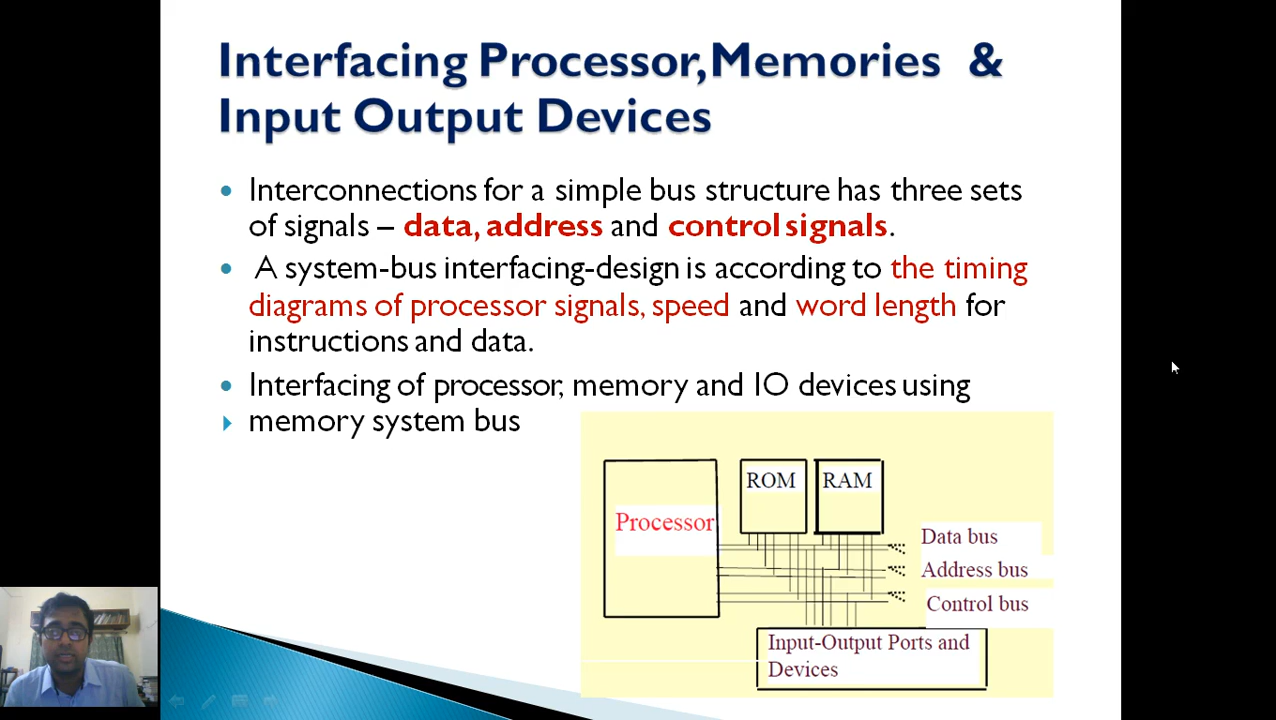 Interfacing Processor,Memories &
Input Output Devices
Interconnections for a simple bus structure has three sets
of signals – data, address and control signals.
A system-bus interfacing-design is according to the timing
diagrams of processor signals, speed and word length for
instructions and data.
Interfacing of processor, memory and IO devices using
memory system bus
ROM RAM
Processor
Data bus
Address bus
Control bus
Input-Output Ports and
Devices